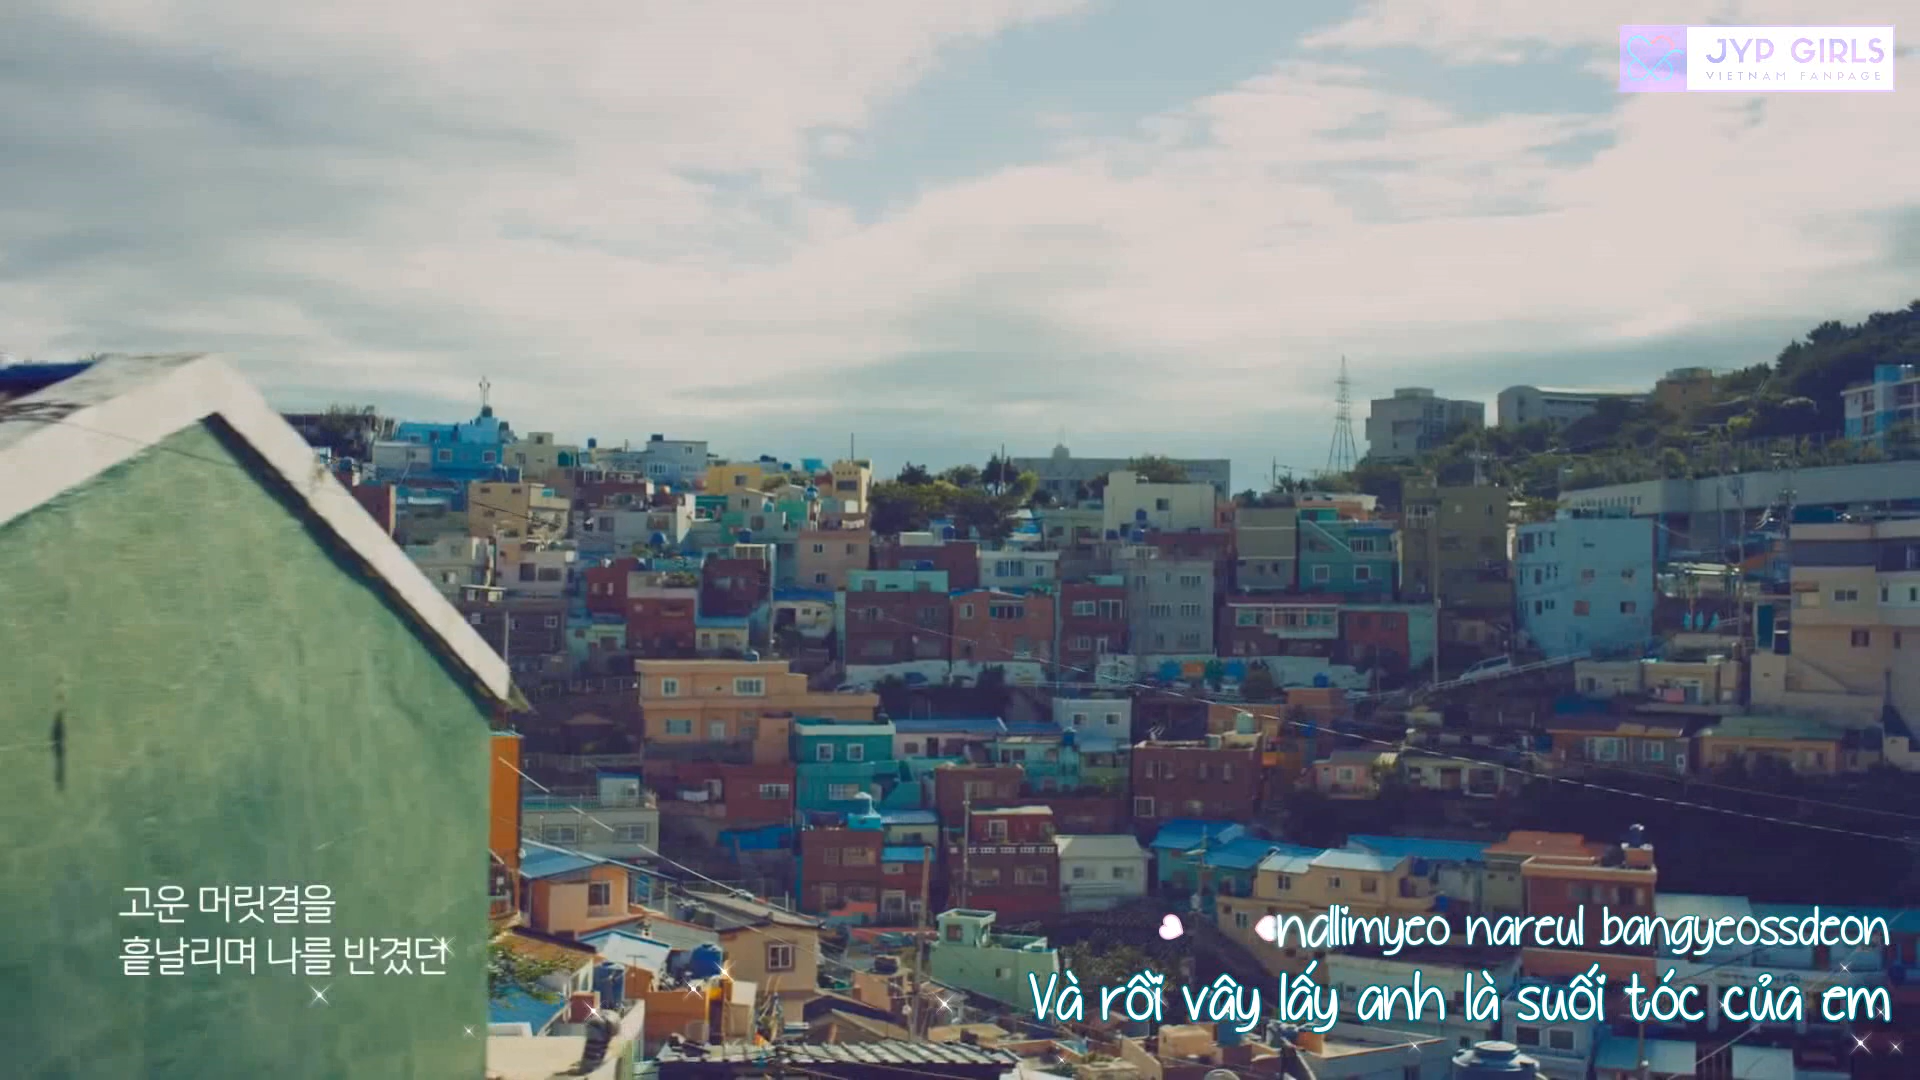 JYP GIRLS
VIETNAM FANPAGE
고운 머릿결을
흩날리며 나를 반겼던
nallimyeo nareul bangyeossdeon
Và rồi vây lấy anh là suối tóc của em